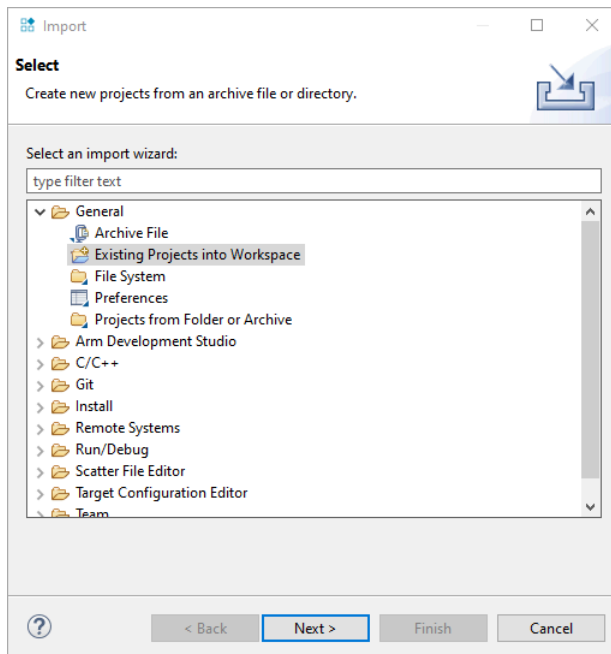 Import
Select
Create new projects from an archive file or directory.
Select an import wizard:
type filter text
General
Archive File
Existing Projects into Workspace
File System
Preferences
Projects from Folder or Archive
Arm Development Studio
C/C++
Git
Install
Remote Systems
Run/Debug
Scatter File Editor
Target Configuration Editor
Team
?
< Back Next > Finish Cancel